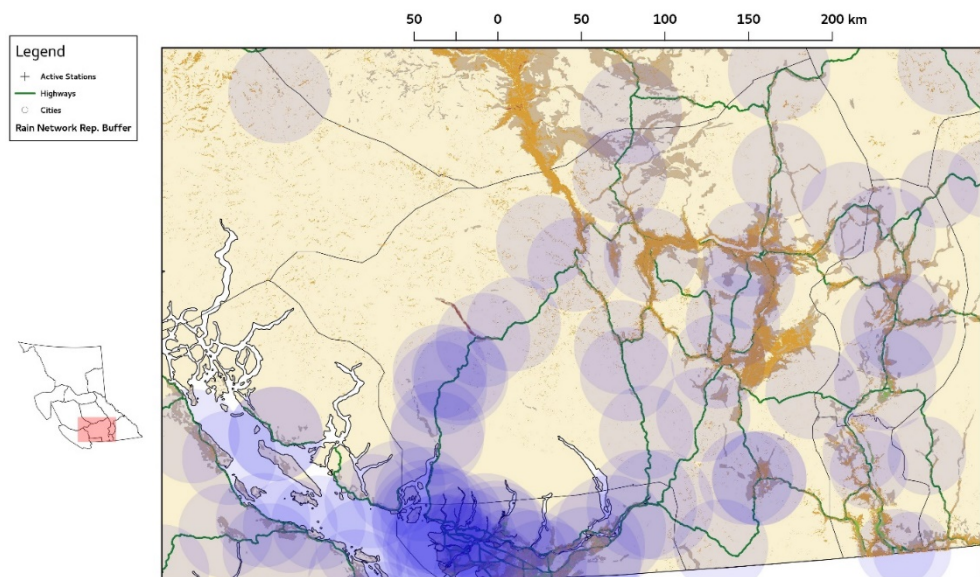 50 0 50 100 150 200 km
Legend
Active Stations
Highways
Cities
Rain Network Rep. Buffer